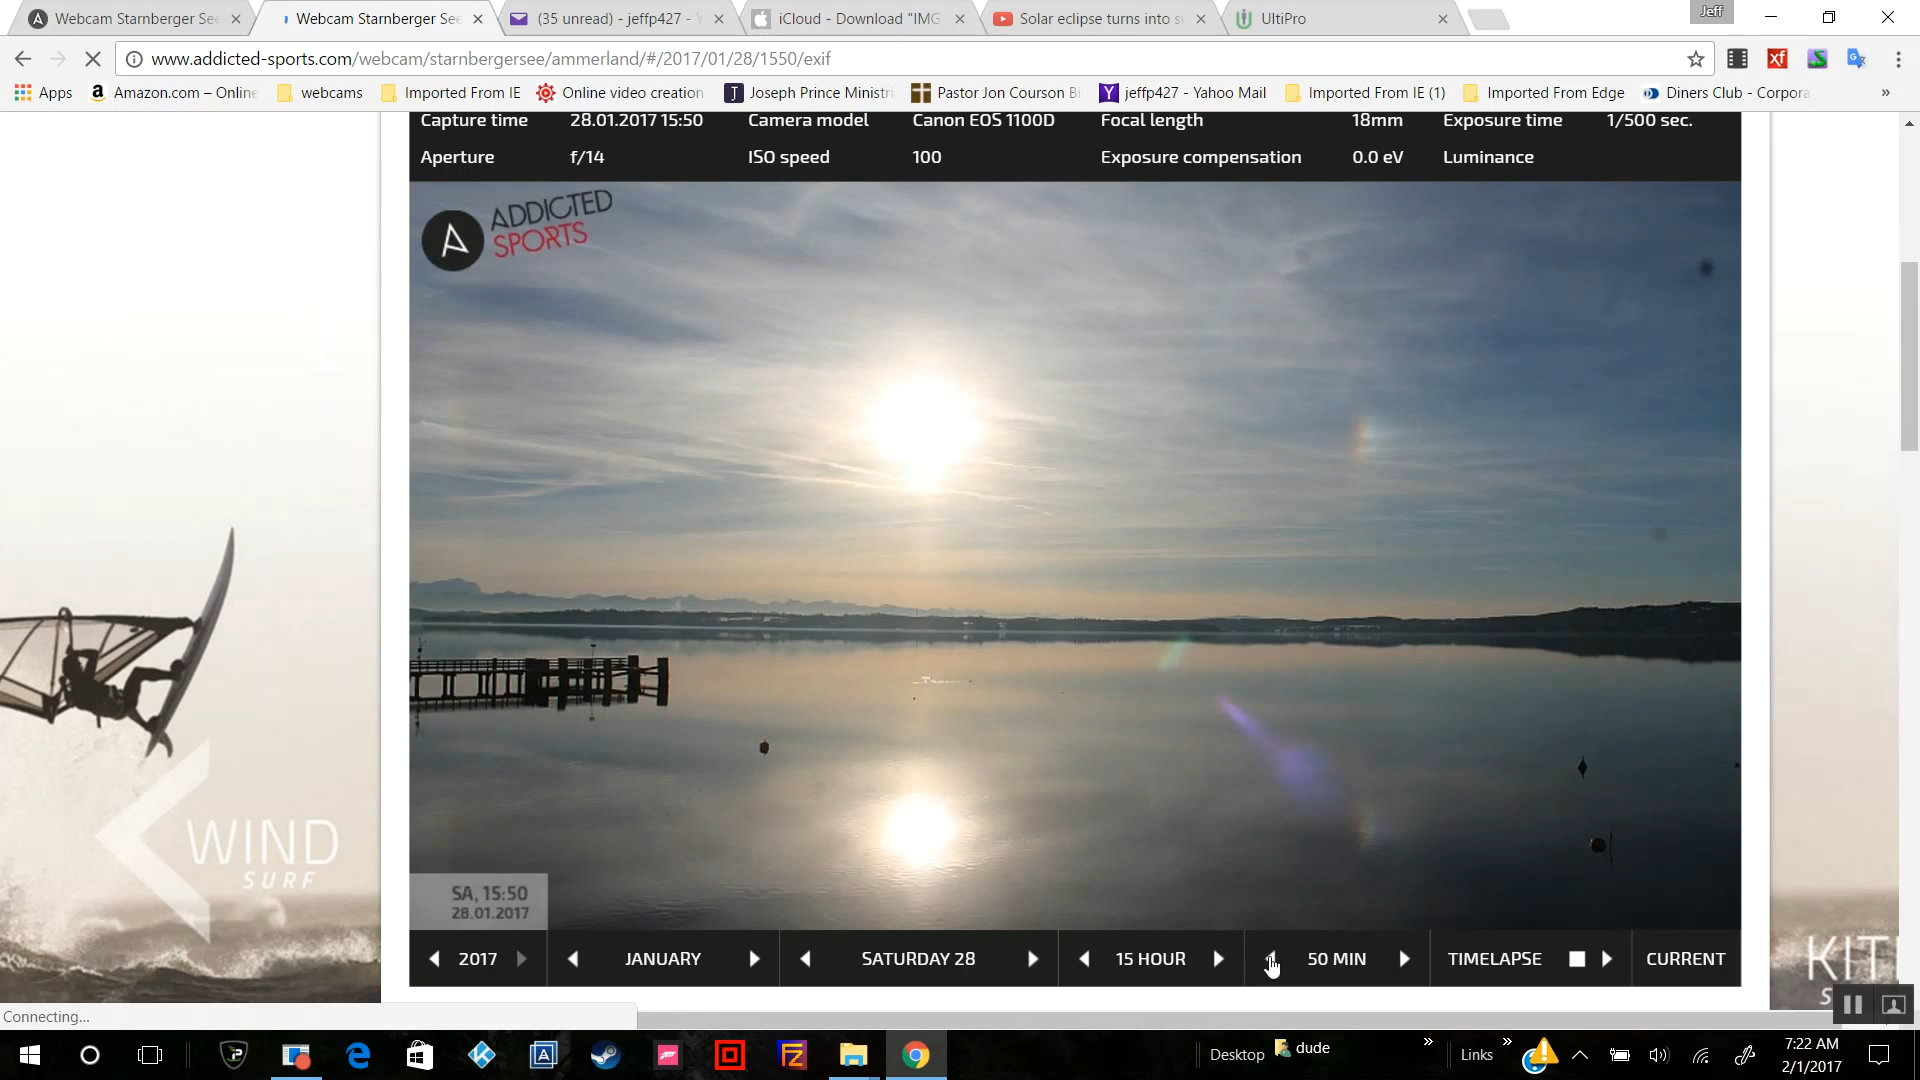 Webcam Starnberger See
Webcam Starnberger See
(35 unread) - jeffp427 - Y
iCloud - Download "IMG
Solar eclipse turns into su
UltiPro
Jeff
www.addicted-sports.com/webcam/starnbergersee/ammerland/#/2017/01/28/1550/exif
Apps
Amazon.com – Online
webcams
Imported From IE
Online video creation
Joseph Prince Ministri
Pastor Jon Courson Bi
jeffp427 - Yahoo Mail
Imported From IE (1)
Imported From Edge
Diners Club - Corpora
»
Capture time 28.01.2017 15:50 Camera model Canon EOS 1100D Focal length 18mm Exposure time 1/500 sec.
Aperture f/14 ISO speed 100 Exposure compensation 0.0 eV Luminance
ADDICTED
SPORTS
WIND
SURF
SA, 15:50
28.01.2017
2017 JANUARY SATURDAY 28 15 HOUR 50 MIN TIMELAPSE CURRENT
KIT
S
Connecting...
Desktop dude » Links »
7:22 AM
2/1/2017